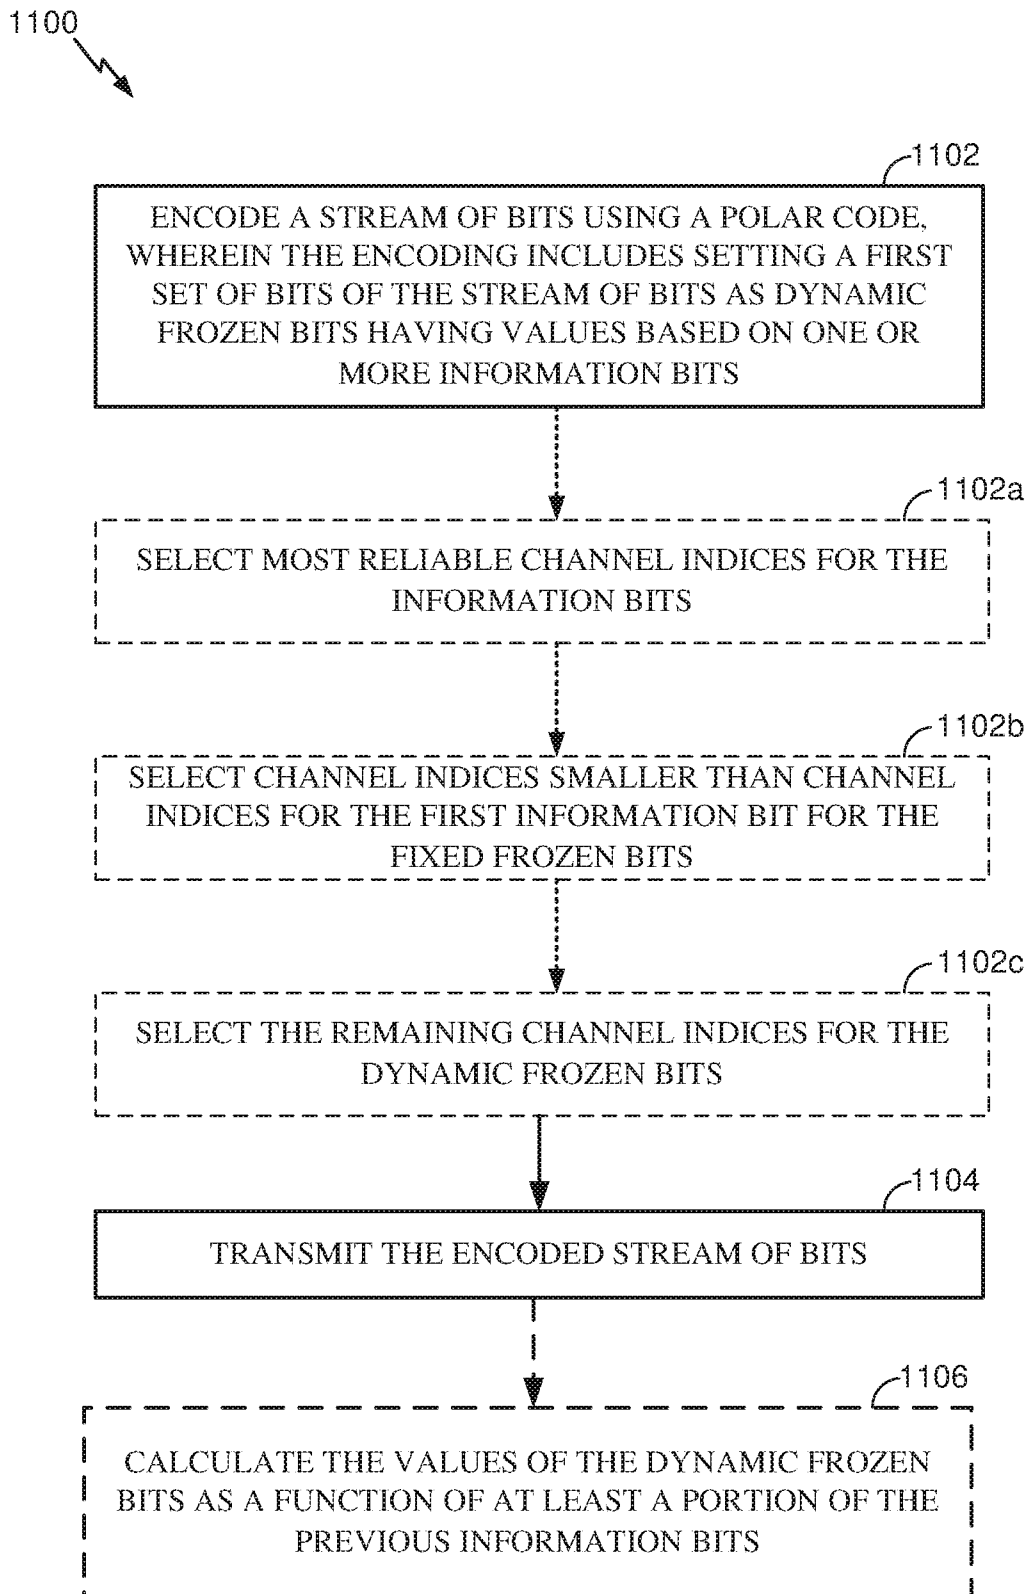 1100
1102
ENCODE A STREAM OF BITS USING A POLAR CODE,
WHEREIN THE ENCODING INCLUDES SETTING A FIRST
SET OF BITS OF THE STREAM OF BITS AS DYNAMIC
FROZEN BITS HAVING VALUES BASED ON ONE OR
MORE INFORMATION BITS
1102a
SELECT MOST RELIABLE CHANNEL INDICES FOR THE
INFORMATION BITS
1102b
SELECT CHANNEL INDICES SMALLER THAN CHANNEL
INDICES FOR THE FIRST INFORMATION BIT FOR THE
FIXED FROZEN BITS
1102c
SELECT THE REMAINING CHANNEL INDICES FOR THE
DYNAMIC FROZEN BITS
1104
TRANSMIT THE ENCODED STREAM OF BITS
1106
CALCULATE THE VALUES OF THE DYNAMIC FROZEN
BITS AS A FUNCTION OF AT LEAST A PORTION OF THE
PREVIOUS INFORMATION BITS